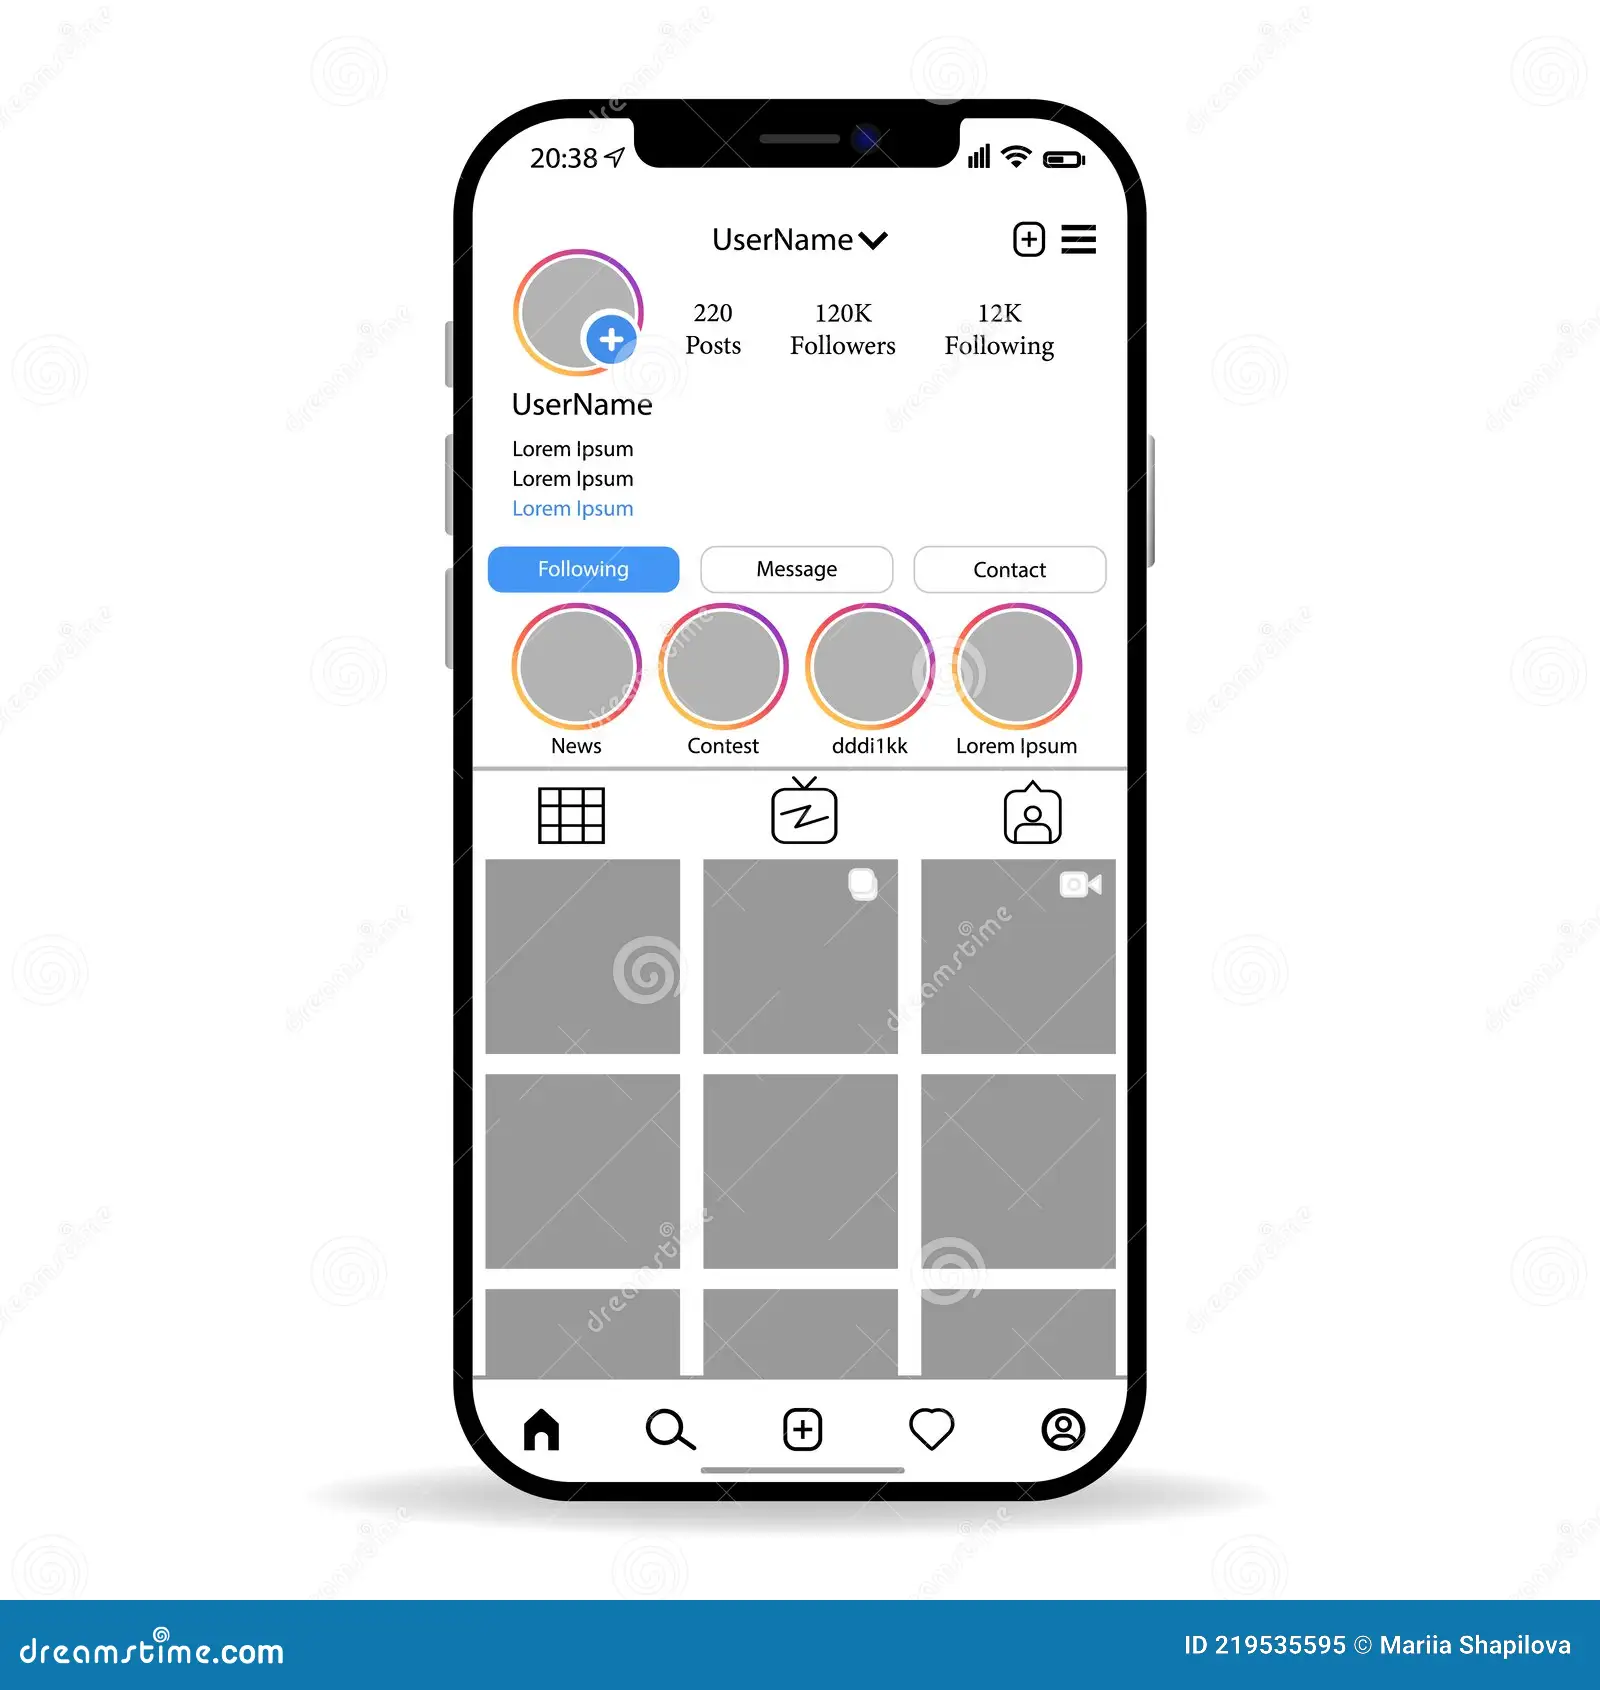 20:38
UserName
220 120K 12K
Posts Followers Following
UserName
Lorem Ipsum
Lorem Ipsum
Lorem Ipsum
Following Message Contact
News Contest dddi1kk Lorem Ipsum
dreamstime
dreamstime.com
ID 219535595 © Mariia Shapilova